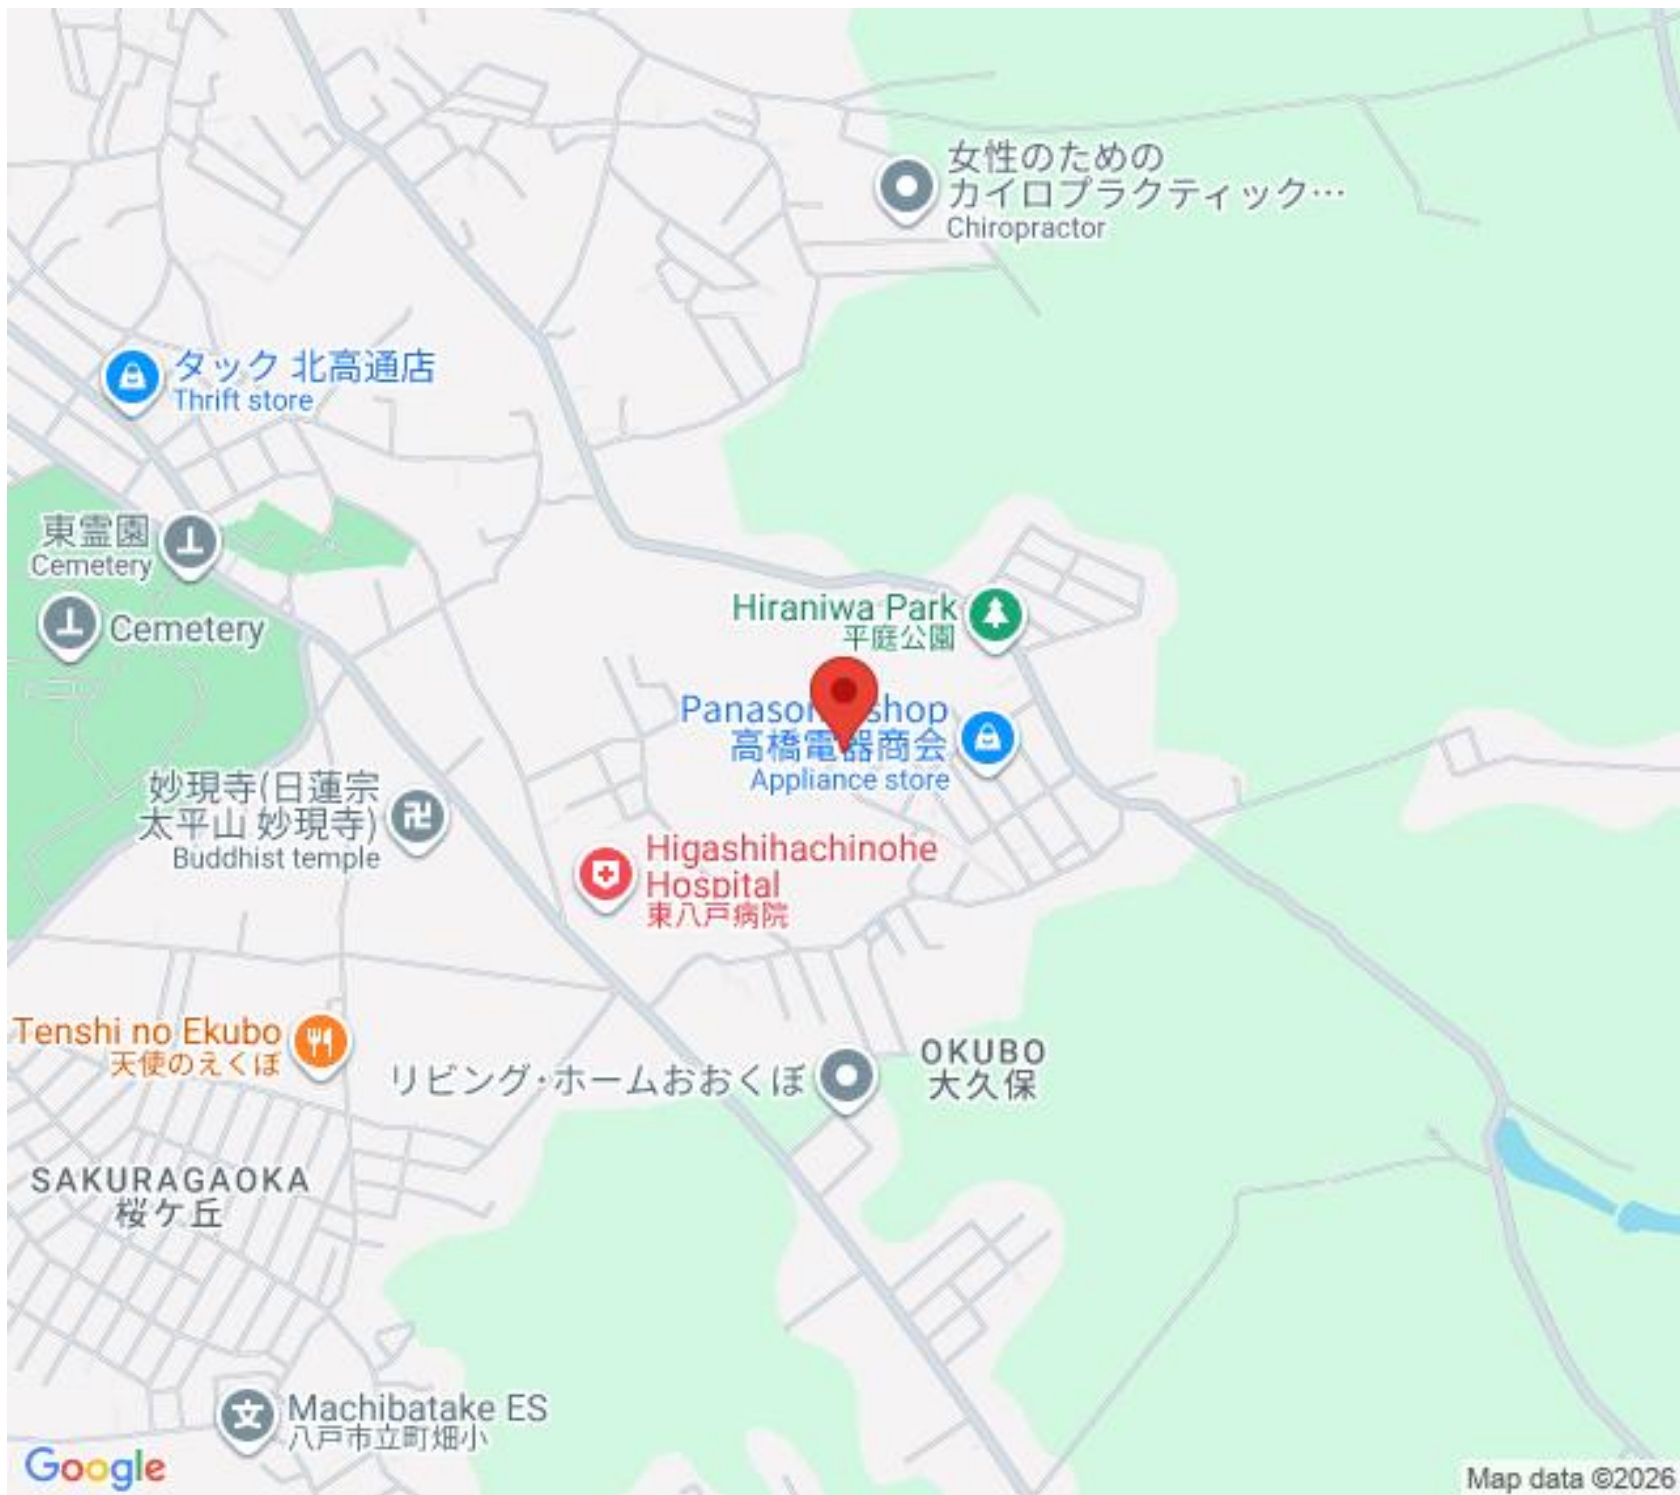 女性のための
カイロプラクティック…
Chiropractor
タック 北高通店
Thrift store
東霊園
Cemetery
Cemetery
Hiraniwa Park
平庭公園
shop
高橋電器商会
Appliance store
妙現寺(日蓮宗
太平山 妙現寺)
Buddhist temple
Higashihachinohe
Hospital
東八戸病院
Tenshi no Ekubo
天使のえくぼ
リビング・ホームおおくぼ
OKUBO
大久保
SAKURAGAOKA
桜ケ丘
Machibatake ES
八戸市立町畑小
Google
Map data ©2026